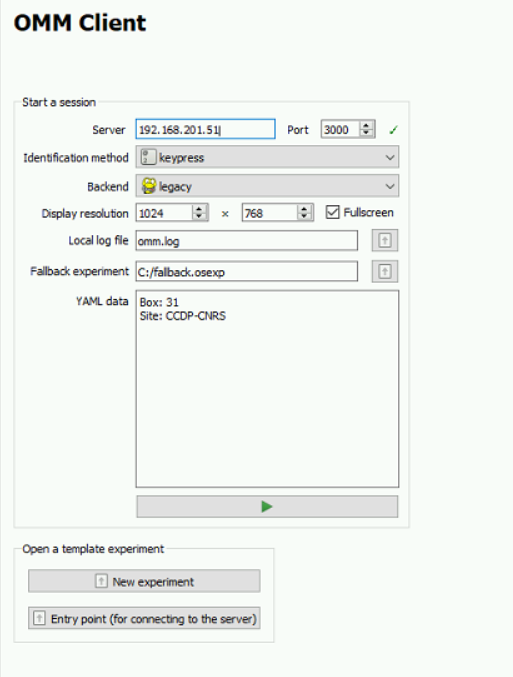 OMM Client
Start a session
Server 192.168.201.51 Port 3000 ✓
Identification method keypress
Backend legacy
Display resolution 1024 × 768 Fullscreen
Local log file omm.log
Fallback experiment C:/fallback.osexp
YAML data Box: 31
Site: CCDP-CNRS
Open a template experiment
New experiment
Entry point (for connecting to the server)